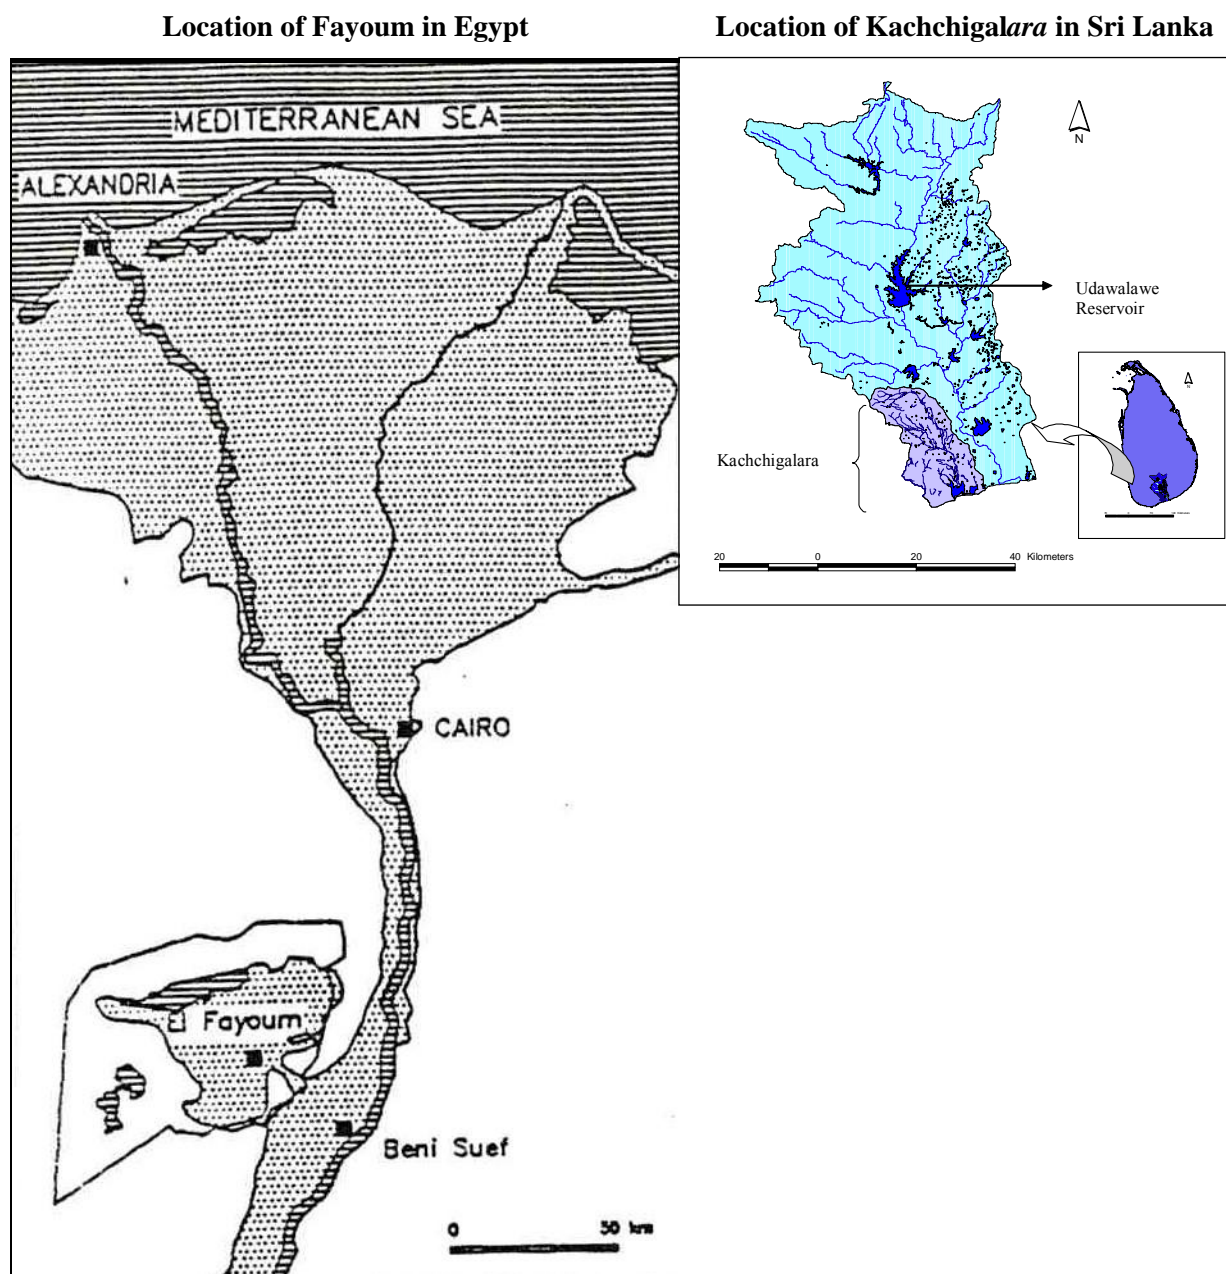 Location of Fayoum in Egypt
Location of Kachchigalara in Sri Lanka
MEDITERRANEAN SEA
ALEXANDRIA
CAIRO
Fayoum
Beni Suef
0 50 km
N
Udawalawe
Reservoir
Kachchigalara
20 0 20 40 Kilometers